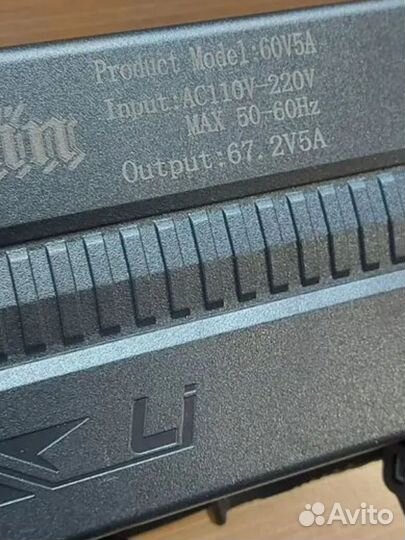 Product Model:60V5A
Input:AC110V-220V
MAX 50-60Hz
Output:67.2V5A
Li
Avito